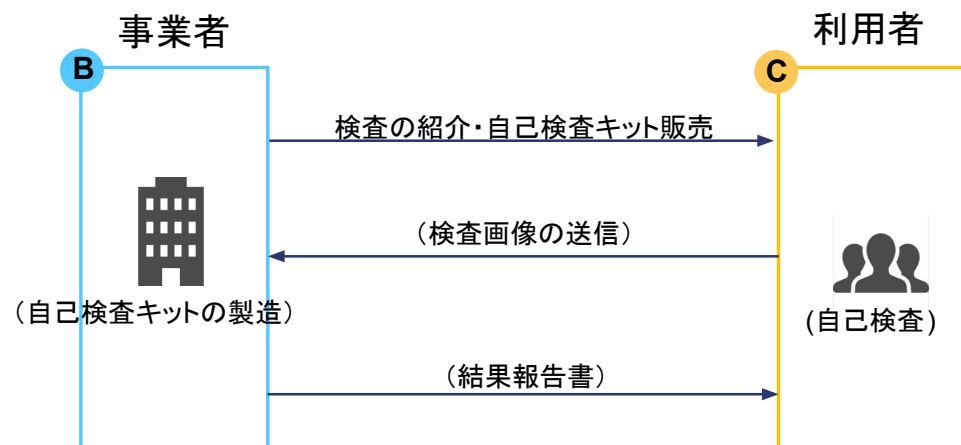 事業者
利用者
B
C
検査の紹介・自己検査キット販売
（検査画像の送信）
（自己検査キットの製造）
(自己検査)
（結果報告書）